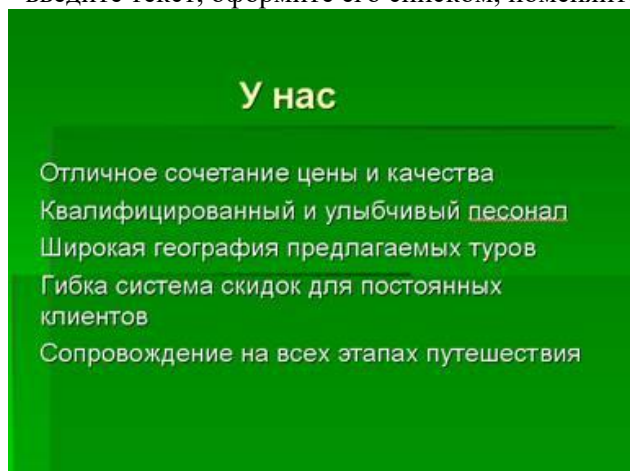 введите текст, оформите его списком, поменяйт
У нас
Отличное сочетание цены и качества
Квалифицированный и улыбчивый песонал
Широкая география предлагаемых туров
Гибка система скидок для постоянных
клиентов
Сопровождение на всех этапах путешествия